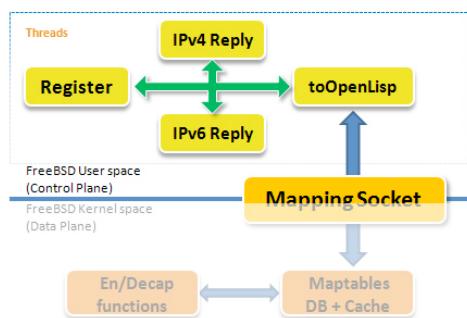 Threads
IPv4 Reply
Register
toOpenLisp
IPv6 Reply
FreeBSD User space
(Control Plane)
Mapping Socket
FreeBSD Kernel space
(Data Plane)
En/Decap
functions
Maptables
DB + Cache